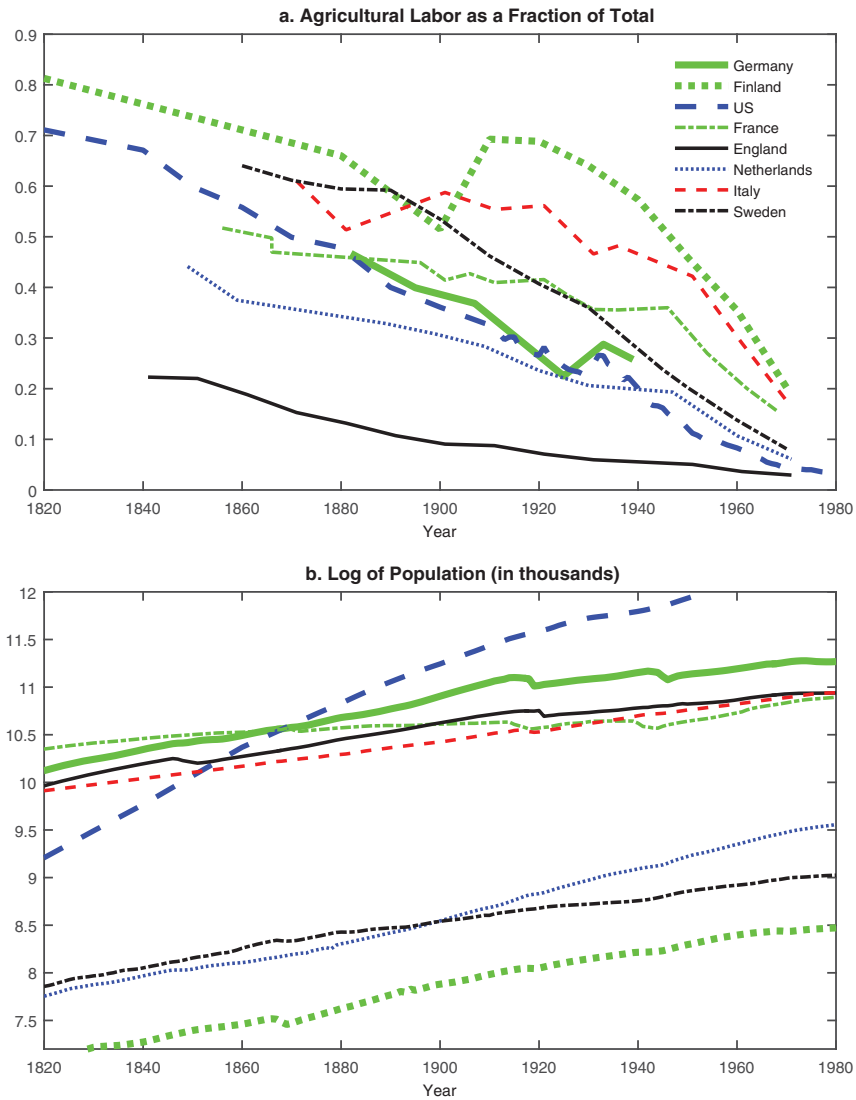 a. Agricultural Labor as a Fraction of Total
0.9
0.8
0.7
0.6
0.5
0.4
0.3
0.2
0.1
0
Germany
Finland
US
France
England
Netherlands
Italy
Sweden
1820 1840 1860 1880 1900 1920 1940 1960 1980
Year
b. Log of Population (in thousands)
12
11.5
11
10.5
10
9.5
9
8.5
8
7.5
1820 1840 1860 1880 1900 1920 1940 1960 1980
Year